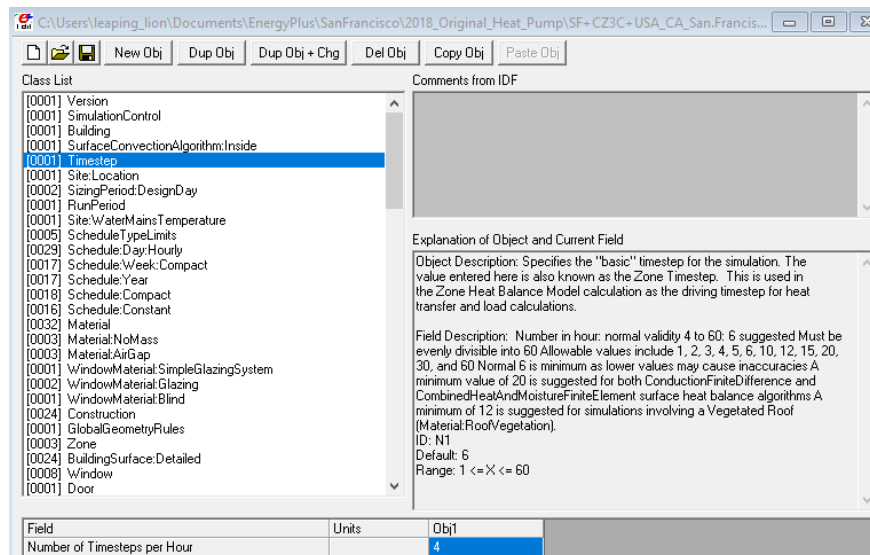 C:\Users\leaping_lion\Documents\EnergyPlus\SanFrancisco\2018_Original_Heat_Pump\SF+CZ3C+USA_CA_San.Francis...
New Obj Dup Obj Dup Obj + Chg Del Obj Copy Obj Paste Obj
Class List
[0001] Version
[0001] SimulationControl
[0001] Building
[0001] SurfaceConvectionAlgorithm:Inside
[0001] Timestep
[0001] Site:Location
[0002] SizingPeriod:DesignDay
[0001] RunPeriod
[0001] Site:WaterMainsTemperature
[0005] ScheduleTypeLimits
[0029] Schedule:Day:Hourly
[0017] Schedule:Week:Compact
[0017] Schedule:Year
[0018] Schedule:Compact
[0016] Schedule:Constant
[0032] Material
[0003] Material:NoMass
[0003] Material:AirGap
[0001] WindowMaterial:SimpleGlazingSystem
[0002] WindowMaterial:Glazing
[0001] WindowMaterial:Blind
[0024] Construction
[0001] GlobalGeometryRules
[0003] Zone
[0024] BuildingSurface:Detailed
[0008] Window
[0001] Door
Comments from IDF
Explanation of Object and Current Field
Object Description: Specifies the "basic" timestep for the simulation. The
value entered here is also known as the Zone Timestep. This is used in
the Zone Heat Balance Model calculation as the driving timestep for heat
transfer and load calculations.
Field Description: Number in hour: normal validity 4 to 60: 6 suggested Must be
evenly divisible into 60 Allowable values include 1, 2, 3, 4, 5, 6, 10, 12, 15, 20,
30, and 60 Normal 6 is minimum as lower values may cause inaccuracies A
minimum value of 20 is suggested for both ConductionFiniteDifference and
CombinedHeatAndMoistureFiniteElement surface heat balance algorithms A
minimum of 12 is suggested for simulations involving a Vegetated Roof
(Material:RoofVegetation).
ID: N1
Default: 6
Range: 1 <= X <= 60
Field Units Obj1
Number of Timesteps per Hour 4